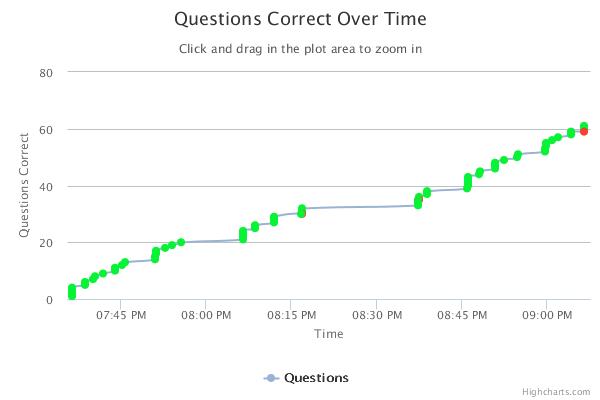 Questions Correct Over Time
Click and drag in the plot area to zoom in
Questions Correct
80
60
40
20
0
07:45 PM 08:00 PM 08:15 PM 08:30 PM 08:45 PM 09:00 PM
Time
Questions
Highcharts.com